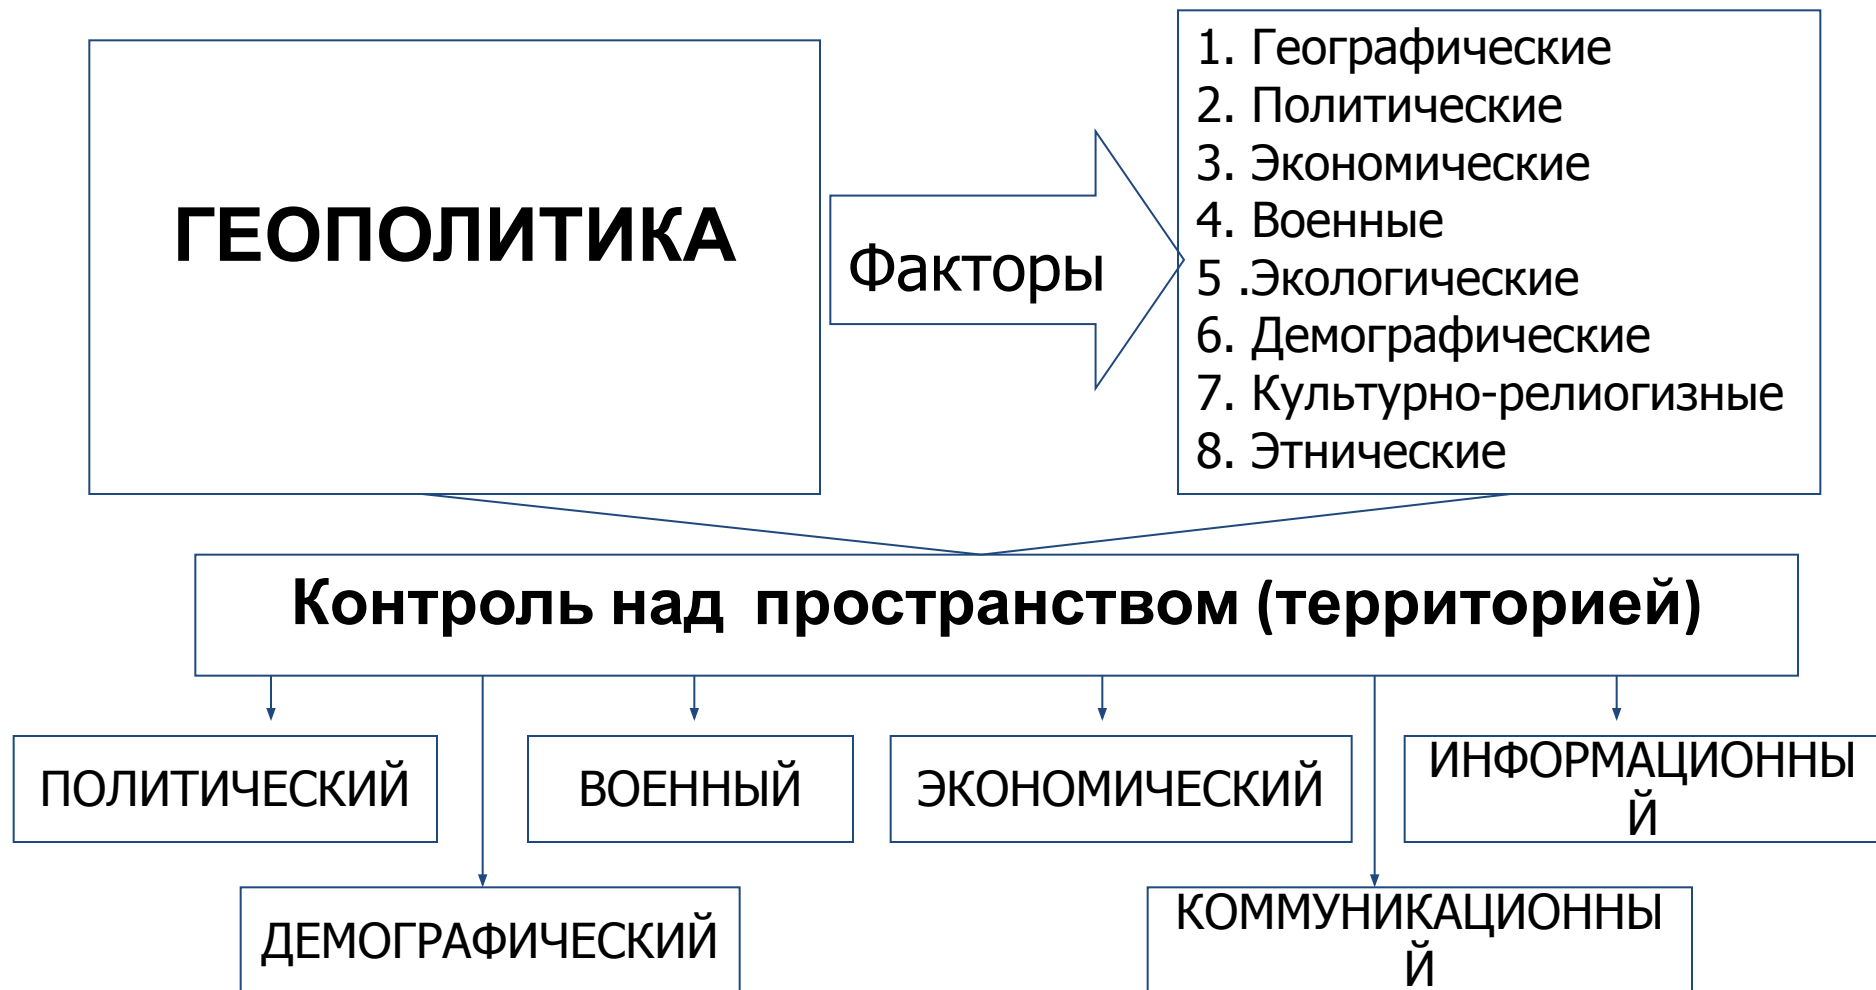 ГЕОПОЛИТИКА
Факторы
1. Географические
2. Политические
3. Экономические
4. Военные
5 .Экологические
6. Демографические
7. Культурно-религизные
8. Этнические
Контроль над  пространством (территорией)
ПОЛИТИЧЕСКИЙ
ВОЕННЫЙ
ЭКОНОМИЧЕСКИЙ
ИНФОРМАЦИОННЫ
Й
ДЕМОГРАФИЧЕСКИЙ
КОММУНИКАЦИОННЫ
Й